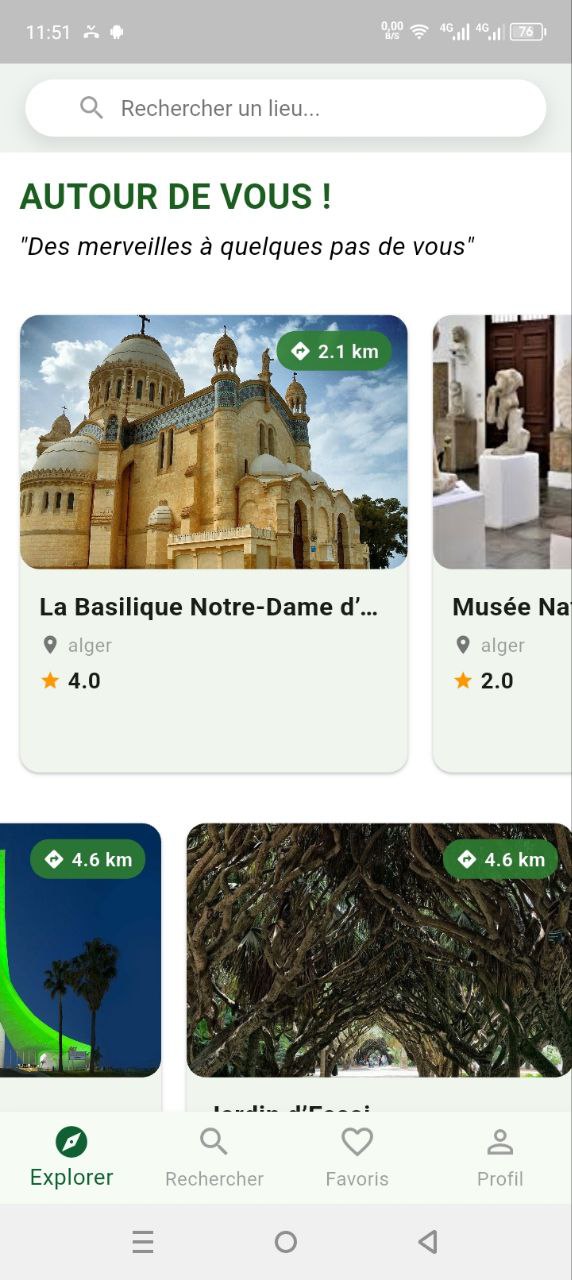 11:51
0,00 B/S 4G 4G 76
Rechercher un lieu...
AUTOUR DE VOUS !
"Des merveilles à quelques pas de vous"
2.1 km
La Basilique Notre-Dame d’…
alger
4.0
Musée Na
alger
2.0
4.6 km
4.6 km
Jardin d’Essai
Explorer
Rechercher
Favoris
Profil